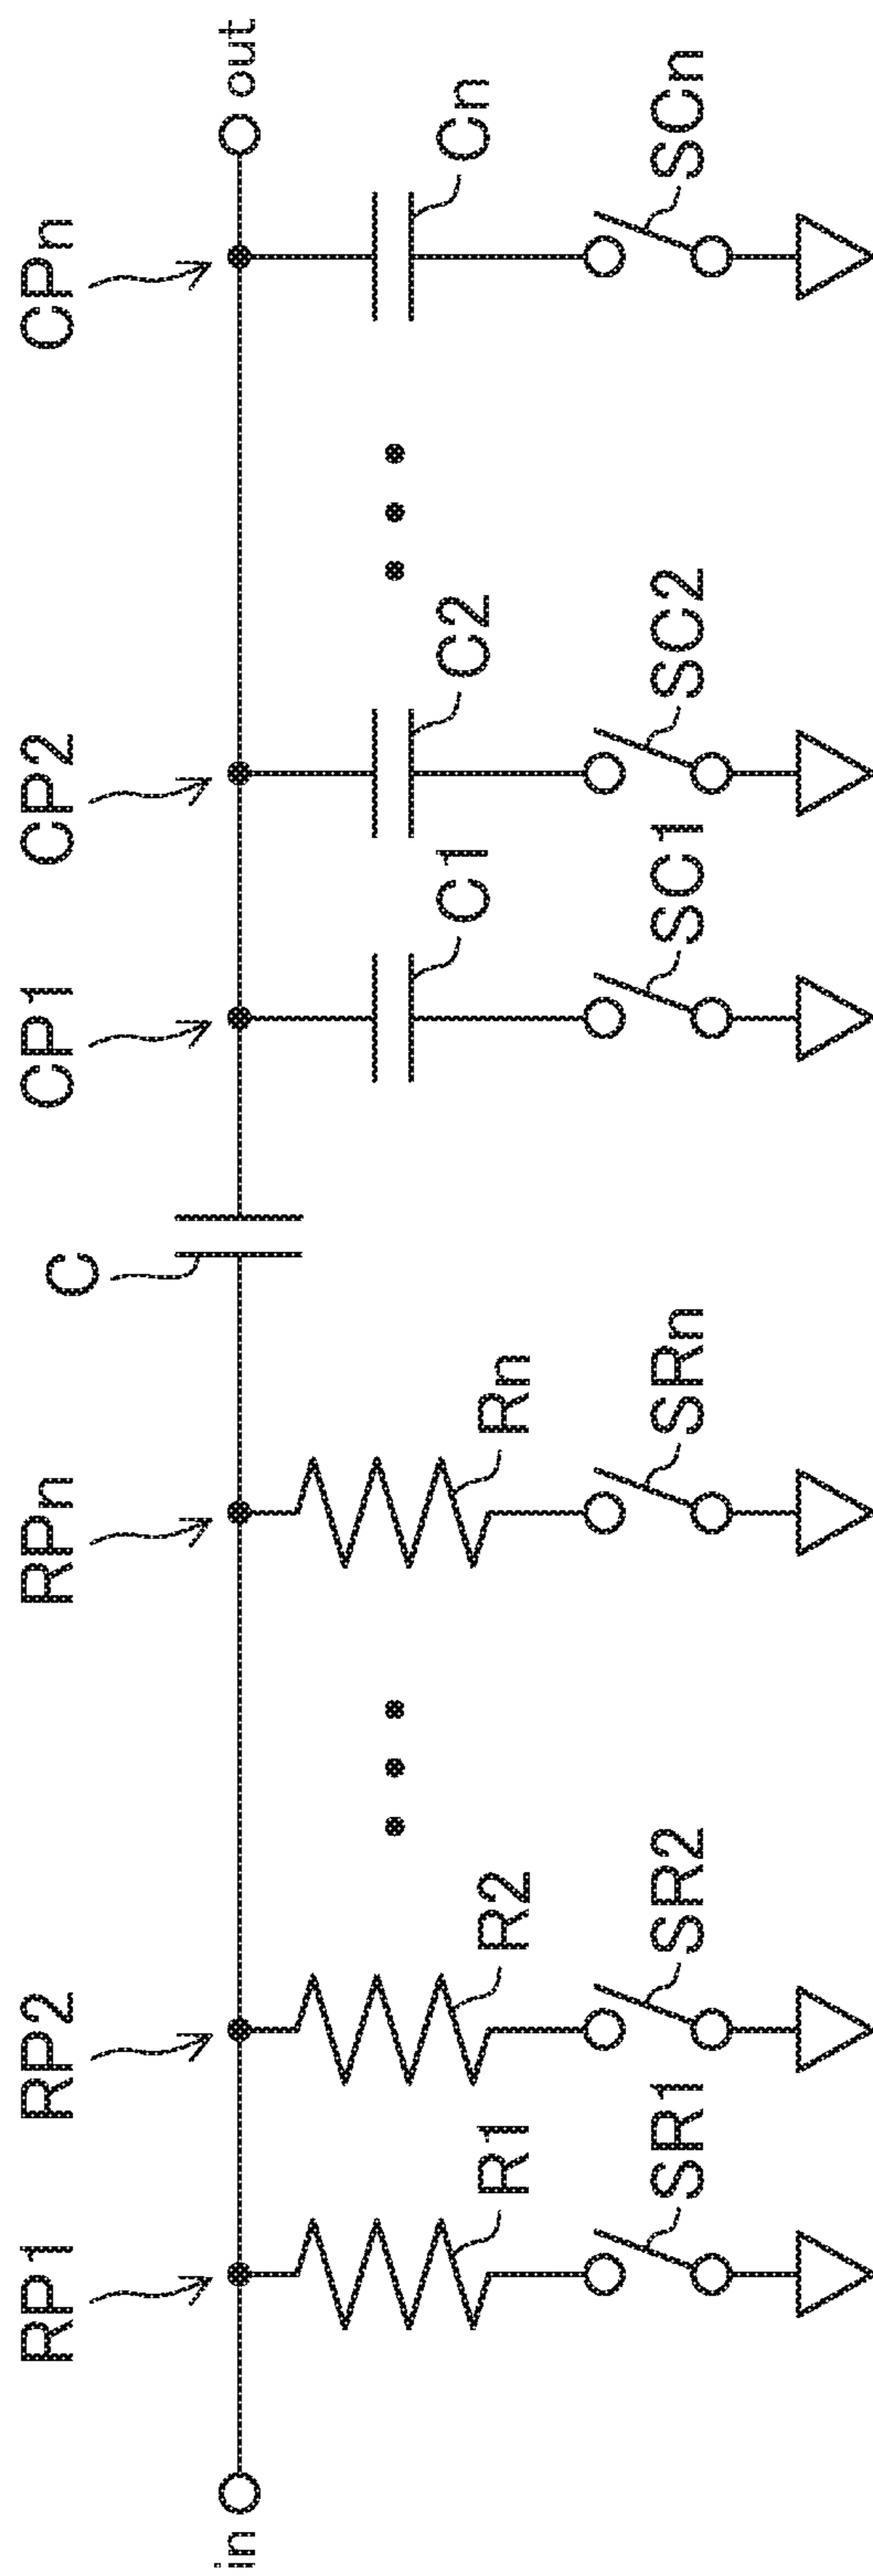 RP1 RP2 RPn C CP1 CP2 CPn
in out
R1 R2 Rn C1 C2 Cn
SR1 SR2 SRn SC1 SC2 SCn